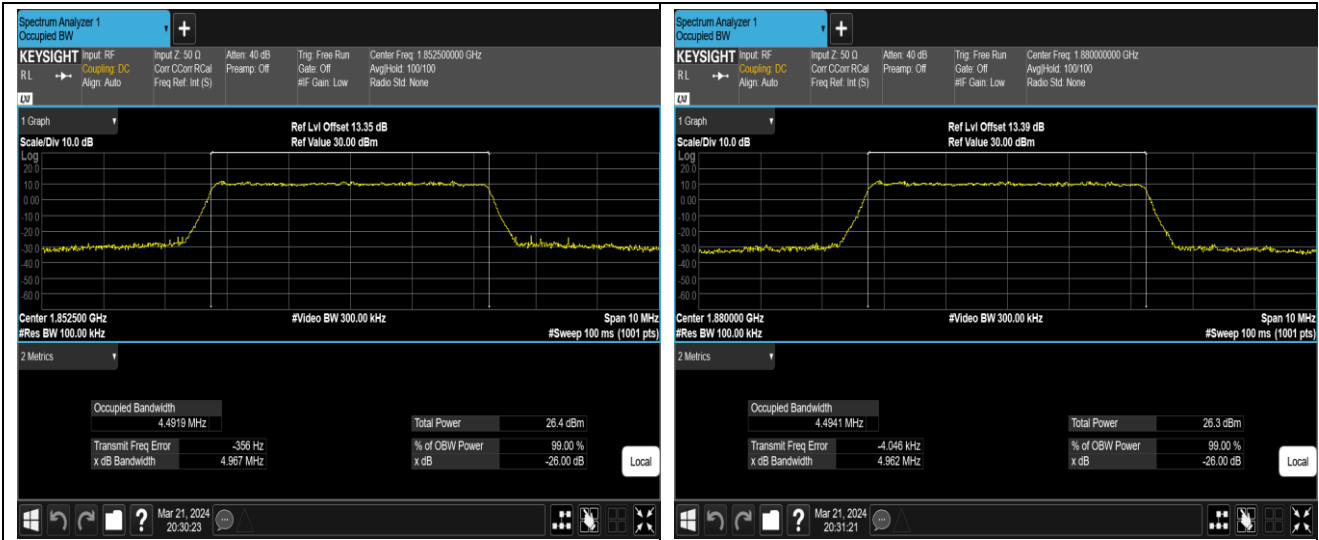 Spectrum Analyzer 1
Occupied BW
+
KEYSIGHT Input: RF Input Z: 50 Ω Atten: 40 dB Trig: Free Run Center Freq: 1.852500000 GHz
RL Coupling: DC Corr CCorr RCal Preamp: Off Gate: Off Avg|Hold: 100/100
Align: Auto Freq Ref: Int (S) #IF Gain: Low Radio Std: None
LXI
1 Graph
Ref Lvl Offset 13.35 dB
Scale/Div 10.0 dB Ref Value 30.00 dBm
Log
20.0
10.0
0.00
-10.0
-20.0
-30.0
-40.0
-50.0
-60.0
Center 1.852500 GHz #Video BW 300.00 kHz Span 10 MHz
#Res BW 100.00 kHz #Sweep 100 ms (1001 pts)
2 Metrics
Occupied Bandwidth
4.4919 MHz Total Power 26.4 dBm
Transmit Freq Error -356 Hz % of OBW Power 99.00 %
x dB Bandwidth 4.967 MHz x dB -26.00 dB
Local
? Mar 21, 2024
20:30:23
Spectrum Analyzer 1
Occupied BW
+
KEYSIGHT Input: RF Input Z: 50 Ω Atten: 40 dB Trig: Free Run Center Freq: 1.880000000 GHz
RL Coupling: DC Corr CCorr RCal Preamp: Off Gate: Off Avg|Hold: 100/100
Align: Auto Freq Ref: Int (S) #IF Gain: Low Radio Std: None
LXI
1 Graph
Ref Lvl Offset 13.39 dB
Scale/Div 10.0 dB Ref Value 30.00 dBm
Log
20.0
10.0
0.00
-10.0
-20.0
-30.0
-40.0
-50.0
-60.0
Center 1.880000 GHz #Video BW 300.00 kHz Span 10 MHz
#Res BW 100.00 kHz #Sweep 100 ms (1001 pts)
2 Metrics
Occupied Bandwidth
4.4941 MHz Total Power 26.3 dBm
Transmit Freq Error -4.046 kHz % of OBW Power 99.00 %
x dB Bandwidth 4.962 MHz x dB -26.00 dB
Local
? Mar 21, 2024
20:31:21